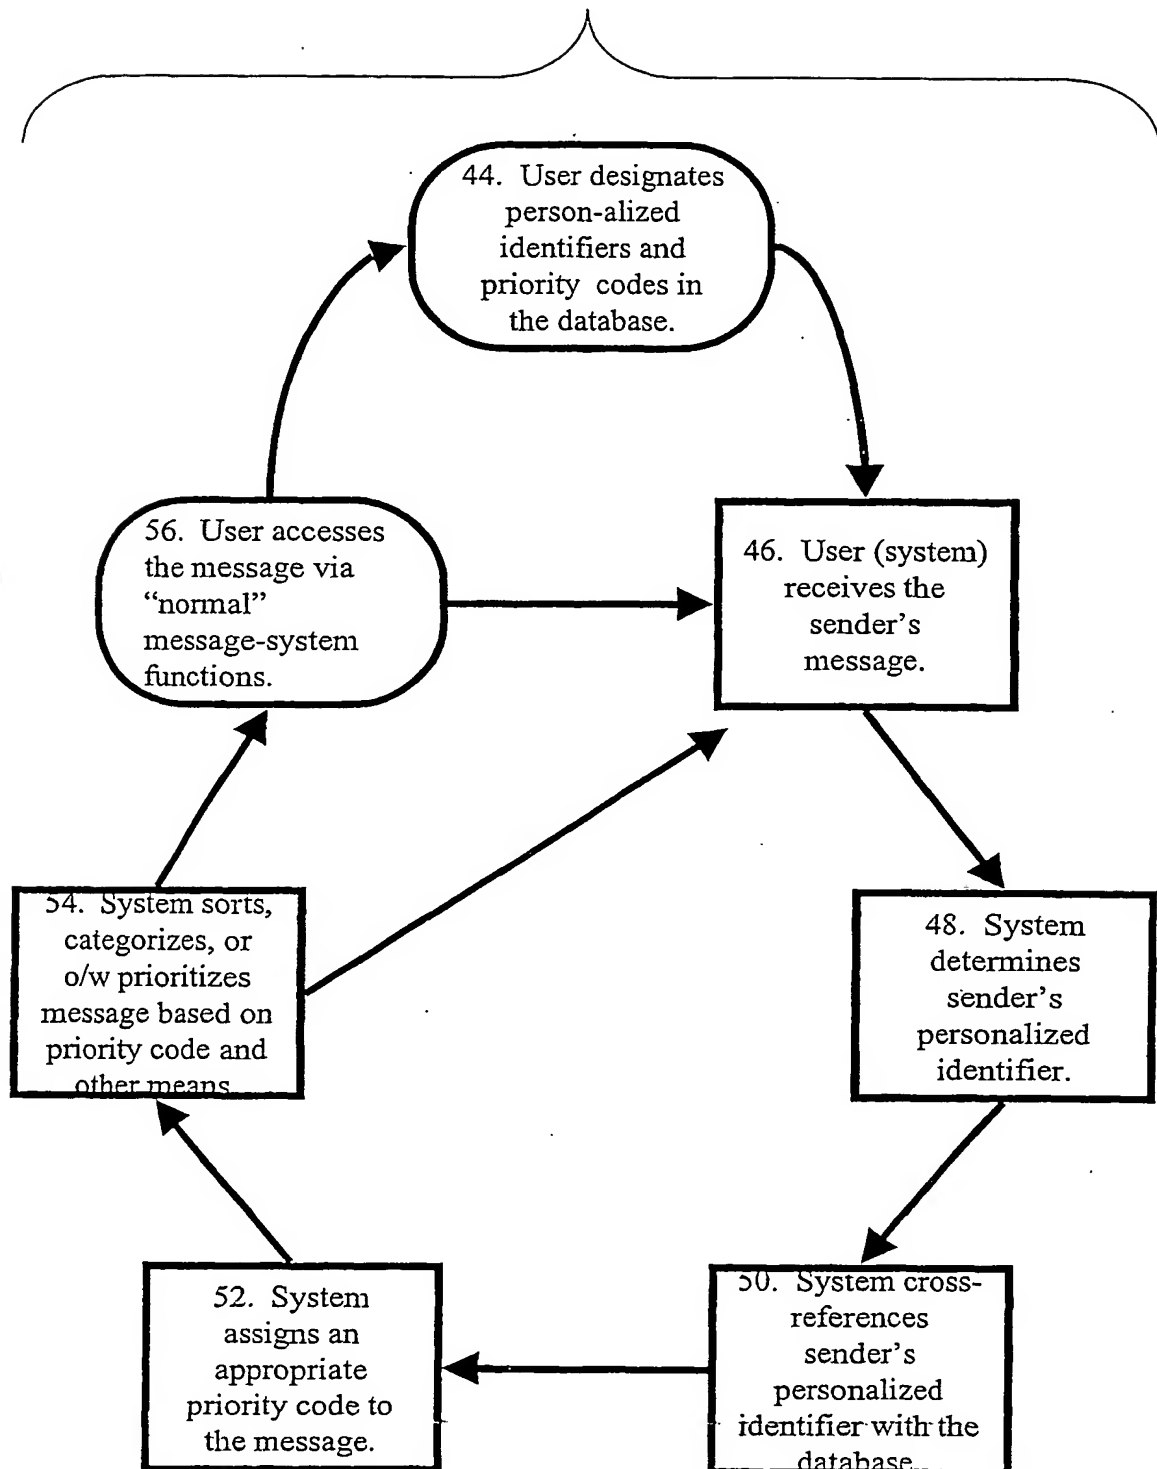 44. User designates
person-alized
identifiers and
priority codes in
the database.
56. User accesses
the message via
“normal”
message-system
functions.
46. User (system)
receives the
sender’s
message.
54. System sorts,
categorizes, or
o/w prioritizes
message based on
priority code and
other means.
48. System
determines
sender’s
personalized
identifier.
52. System
assigns an
appropriate
priority code to
the message.
50. System cross-
references
sender’s
personalized
identifier with the
database.